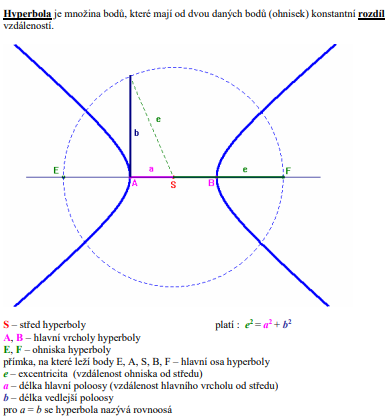 Hyperbola je množina bodů, které mají od dvou daných bodů (ohnisek) konstantní rozdíl
vzdáleností.
e
b
E
a
e
F
A
S
B
S – střed hyperboly
platí : e² = a² + b²
A, B – hlavní vrcholy hyperboly
E, F – ohniska hyperboly
přímka, na které leží body E, A, S, B, F – hlavní osa hyperboly
e – excentricita (vzdálenost ohniska od středu)
a – délka hlavní poloosy (vzdálenost hlavního vrcholu od středu)
b – délka vedlejší poloosy
pro a = b se hyperbola nazývá rovnoosá